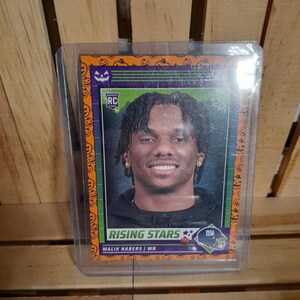 RC
RISING STARS
MALIK NABERS | WR